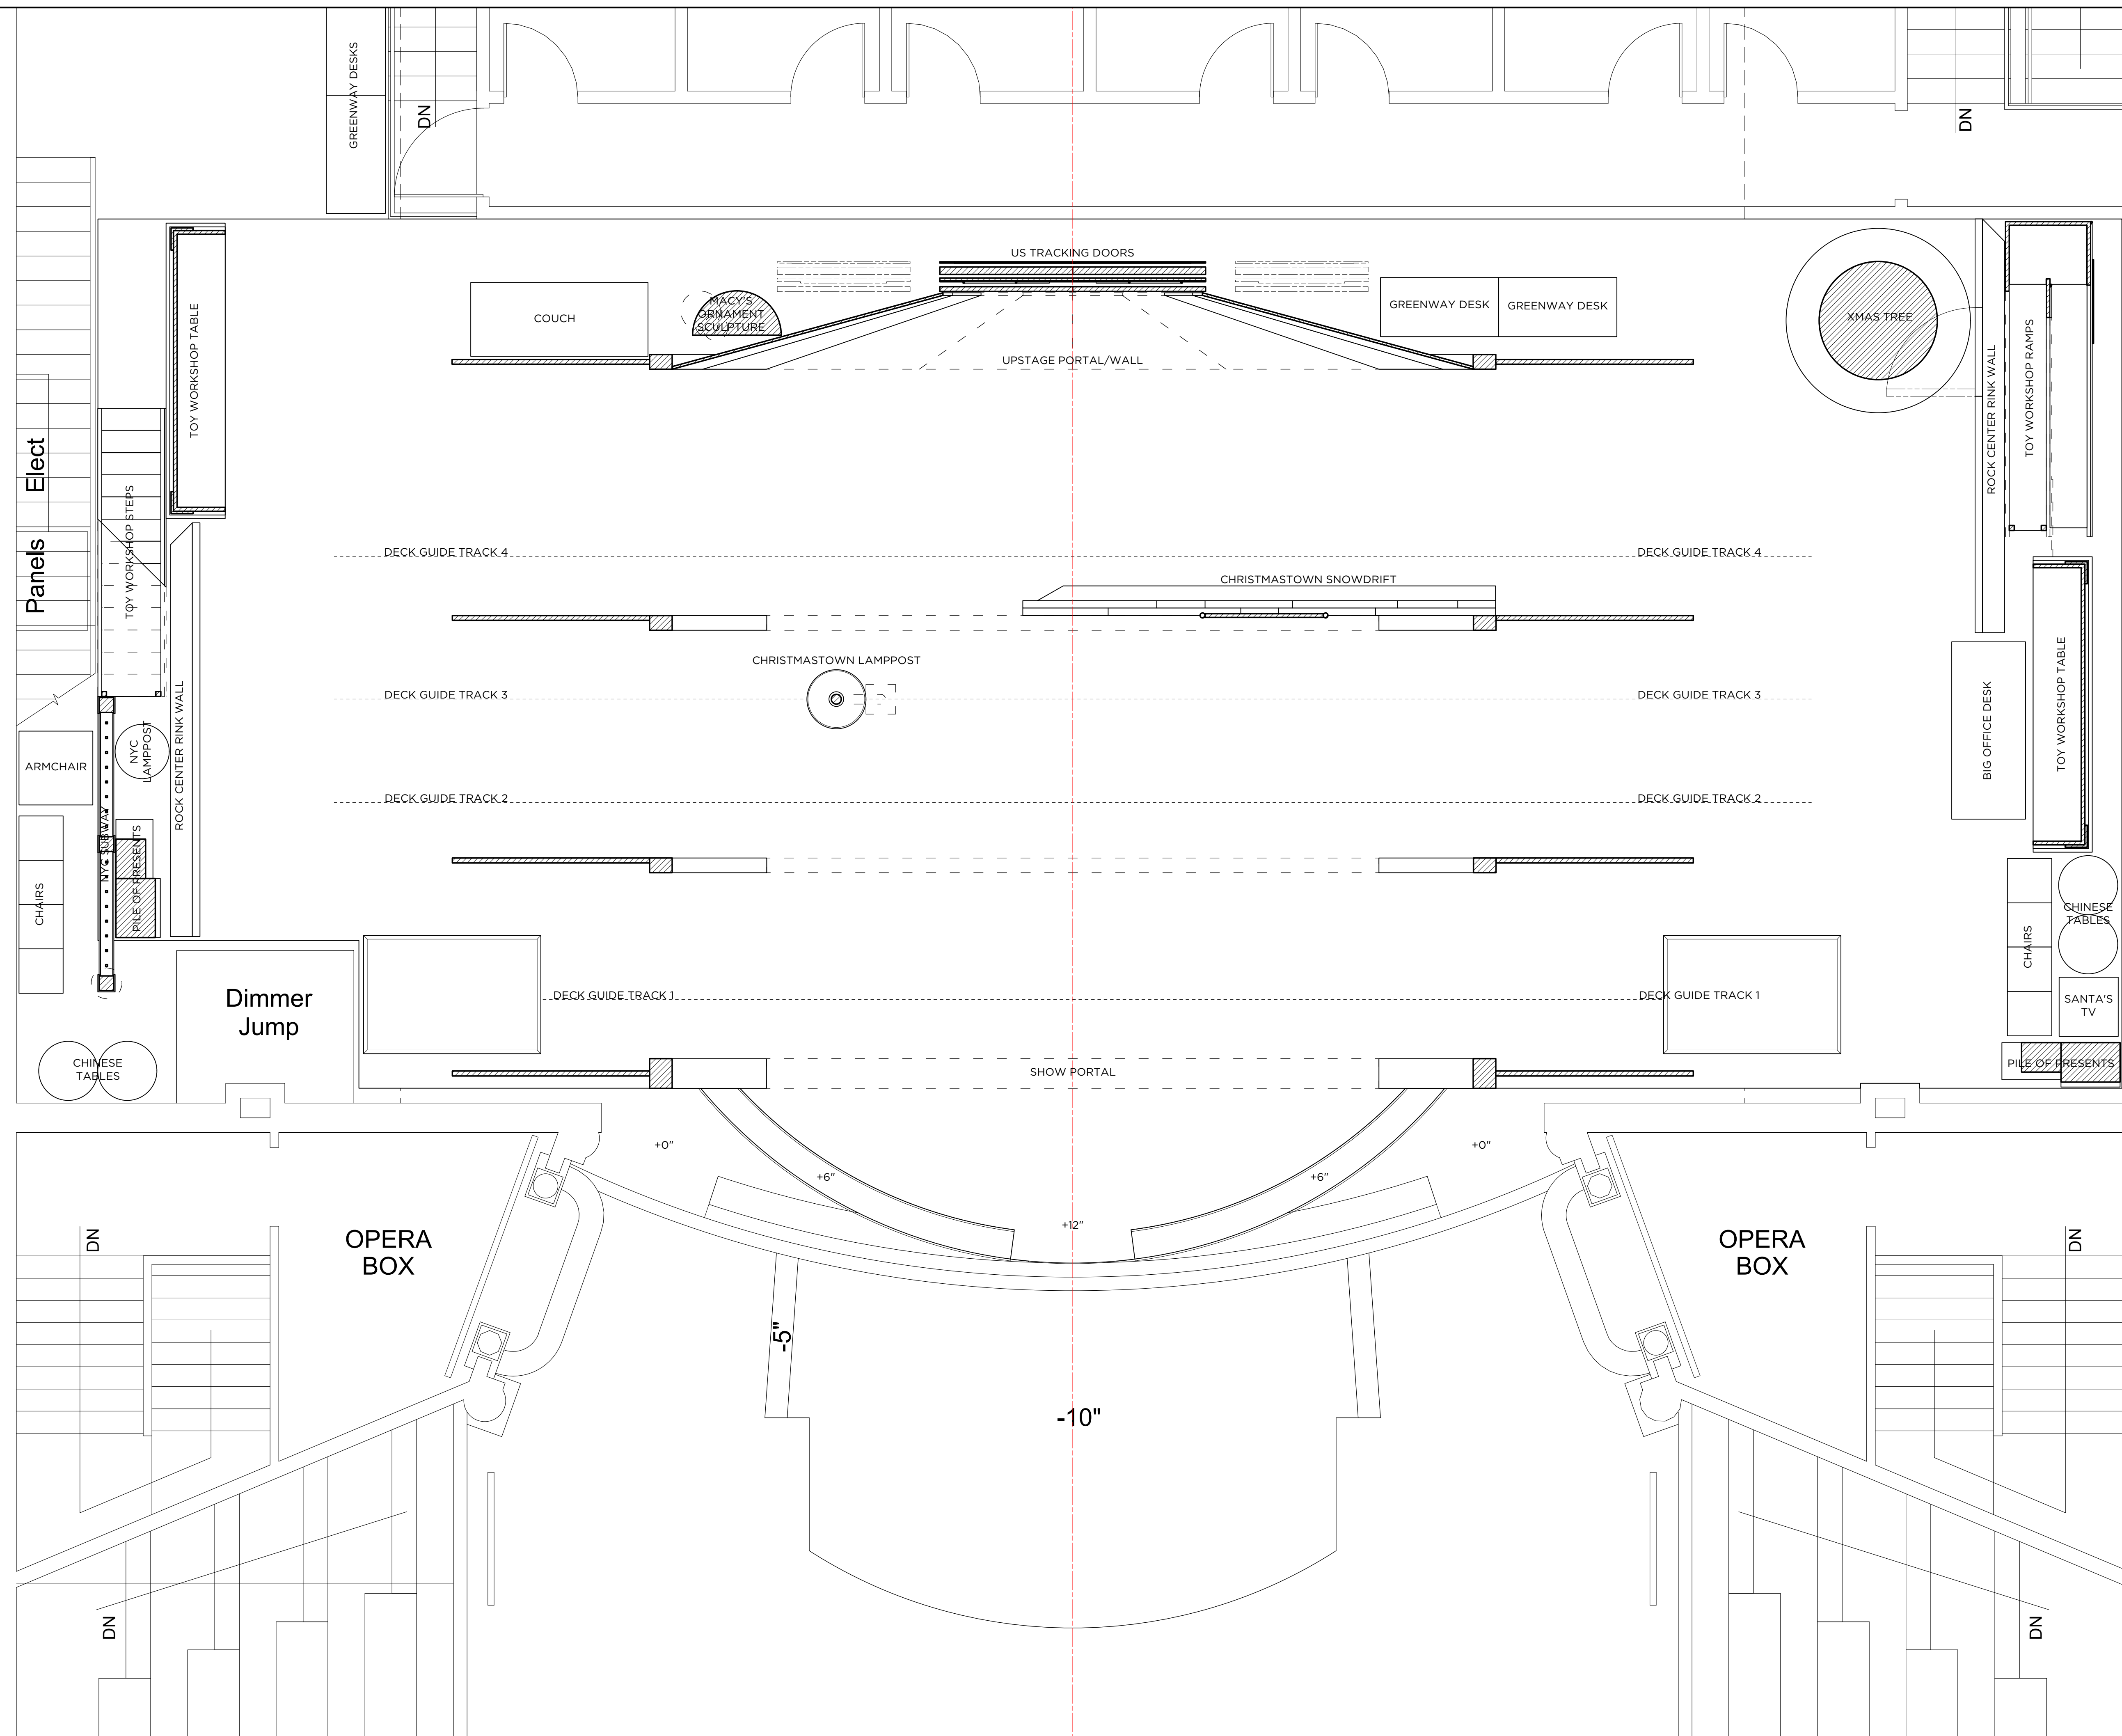 GREENWAY DESKS
DN
DN
US TRACKING DOORS
MACY'S
ORNAMENT
SCULPTURE
COUCH
GREENWAY DESK
GREENWAY DESK
XMAS TREE
UPSTAGE PORTAL/WALL
TOY WORKSHOP TABLE
ROCK CENTER RINK WALL
TOY WORKSHOP RAMPS
Panels Elect
TOY WORKSHOP STEPS
DECK GUIDE TRACK 4
DECK GUIDE TRACK 4
CHRISTMASTOWN SNOWDRIFT
CHRISTMASTOWN LAMPPOST
DECK GUIDE TRACK 3
DECK GUIDE TRACK 3
ARMCHAIR
NYC
LAMPPOST
ROCK CENTER RINK WALL
BIG OFFICE DESK
TOY WORKSHOP TABLE
DECK GUIDE TRACK 2
DECK GUIDE TRACK 2
NYC SUBWAY
PILE OF PRESENTS
CHAIRS
CHAIRS
CHINESE
TABLES
Dimmer
Jump
DECK GUIDE TRACK 1
DECK GUIDE TRACK 1
SANTA'S
TV
CHINESE
TABLES
SHOW PORTAL
PILE OF PRESENTS
+0"
+0"
+6"
+6"
+12"
DN
OPERA
BOX
OPERA
BOX
DN
-5"
-10"
DN
DN